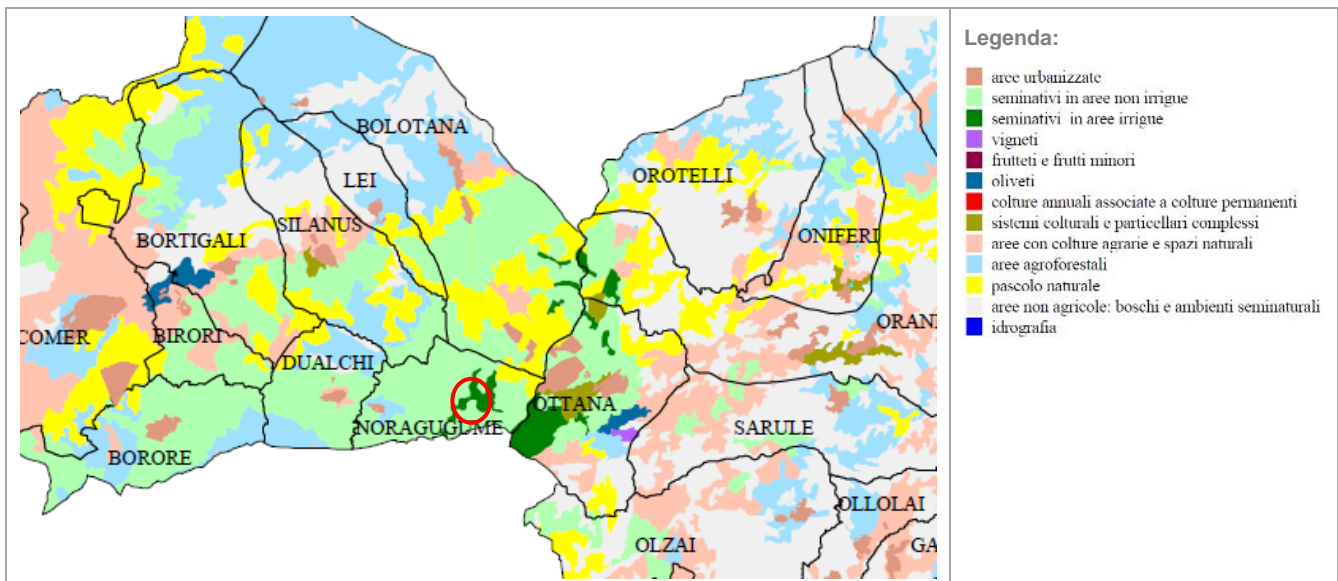 BOLOTANA
LEI
OROTELLI
SILANUS
ONIFERI
BORTIGALI
ORANI
COMER
BIRORI
DUALCHI
OTTANA
NORAGUGUME
SARULE
BORORE
OLLOLAI
OLZAI
GA
Legenda:
aree urbanizzate
seminativi in aree non irrigue
seminativi in aree irrigue
vigneti
frutteti e frutti minori
oliveti
colture annuali associate a colture permanenti
sistemi colturali e particellari complessi
aree con colture agrarie e spazi naturali
aree agroforestali
pascolo naturale
aree non agricole: boschi e ambienti seminaturali
idrografia